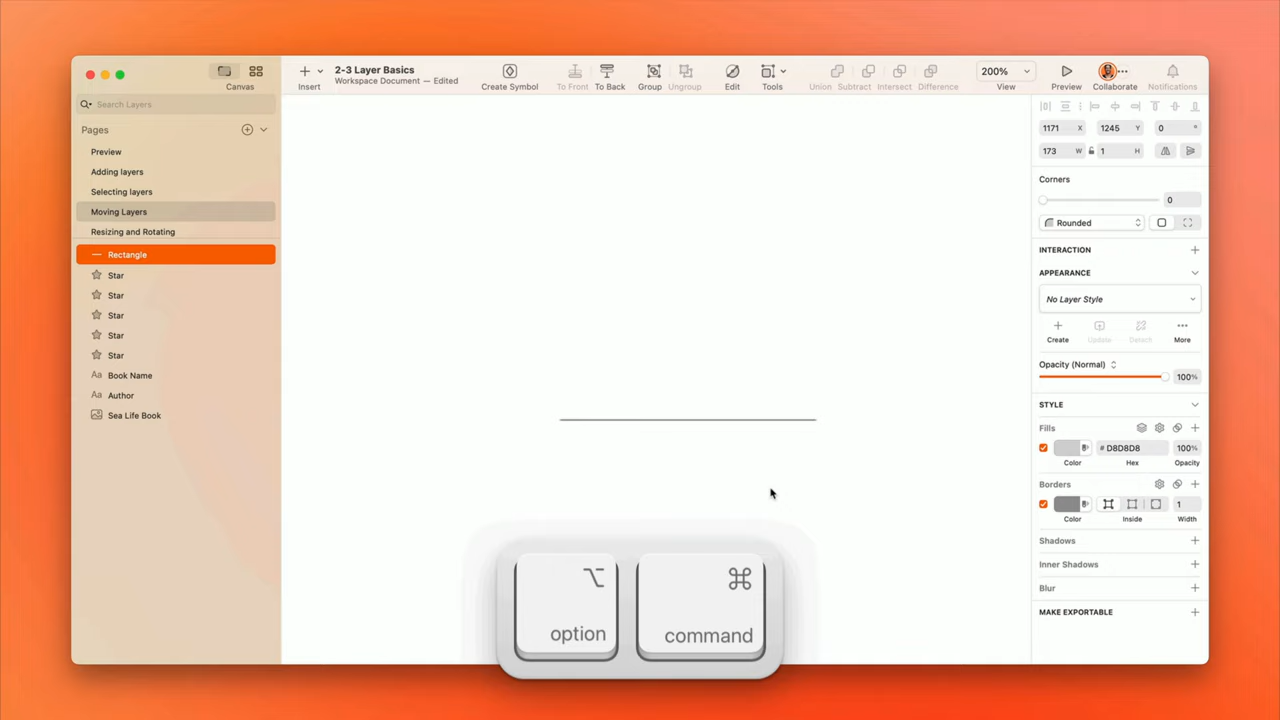 2-3 Layer Basics
Workspace Document — Edited
Canvas
Insert
Create Symbol
To Front
To Back
Group
Ungroup
Edit
Tools
Union
Subtract
Intersect
Difference
200%
View
Preview
Collaborate
Notifications
Search Layers
Pages
Preview
Adding layers
Selecting layers
Moving Layers
Resizing and Rotating
Rectangle
Star
Star
Star
Star
Star
Aa Book Name
Aa Author
Sea Life Book
1171 X 1245 Y 0 °
173 W 1 H
Corners
0
Rounded
INTERACTION
APPEARANCE
No Layer Style
Create Update Detach More
Opacity (Normal)
100%
STYLE
Fills
# D8D8D8 100%
Color Hex Opacity
Borders
1
Color Inside Width
Shadows
Inner Shadows
Blur
MAKE EXPORTABLE
⌥ ⌘
option command